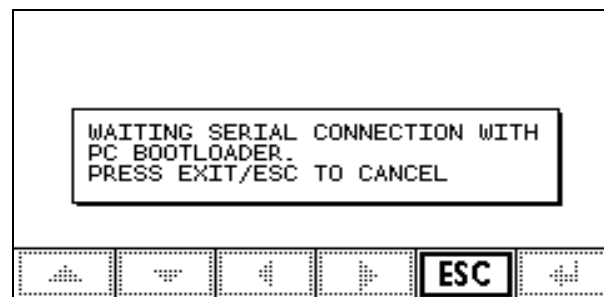 WAITING SERIAL CONNECTION WITH
PC BOOTLOADER.
PRESS EXIT/ESC TO CANCEL
ESC